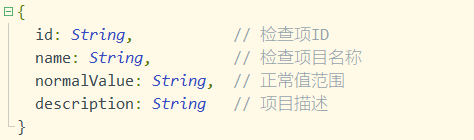 {
id: String, // 检查项ID
name: String, // 检查项目名称
normalValue: String, // 正常值范围
description: String // 项目描述
}